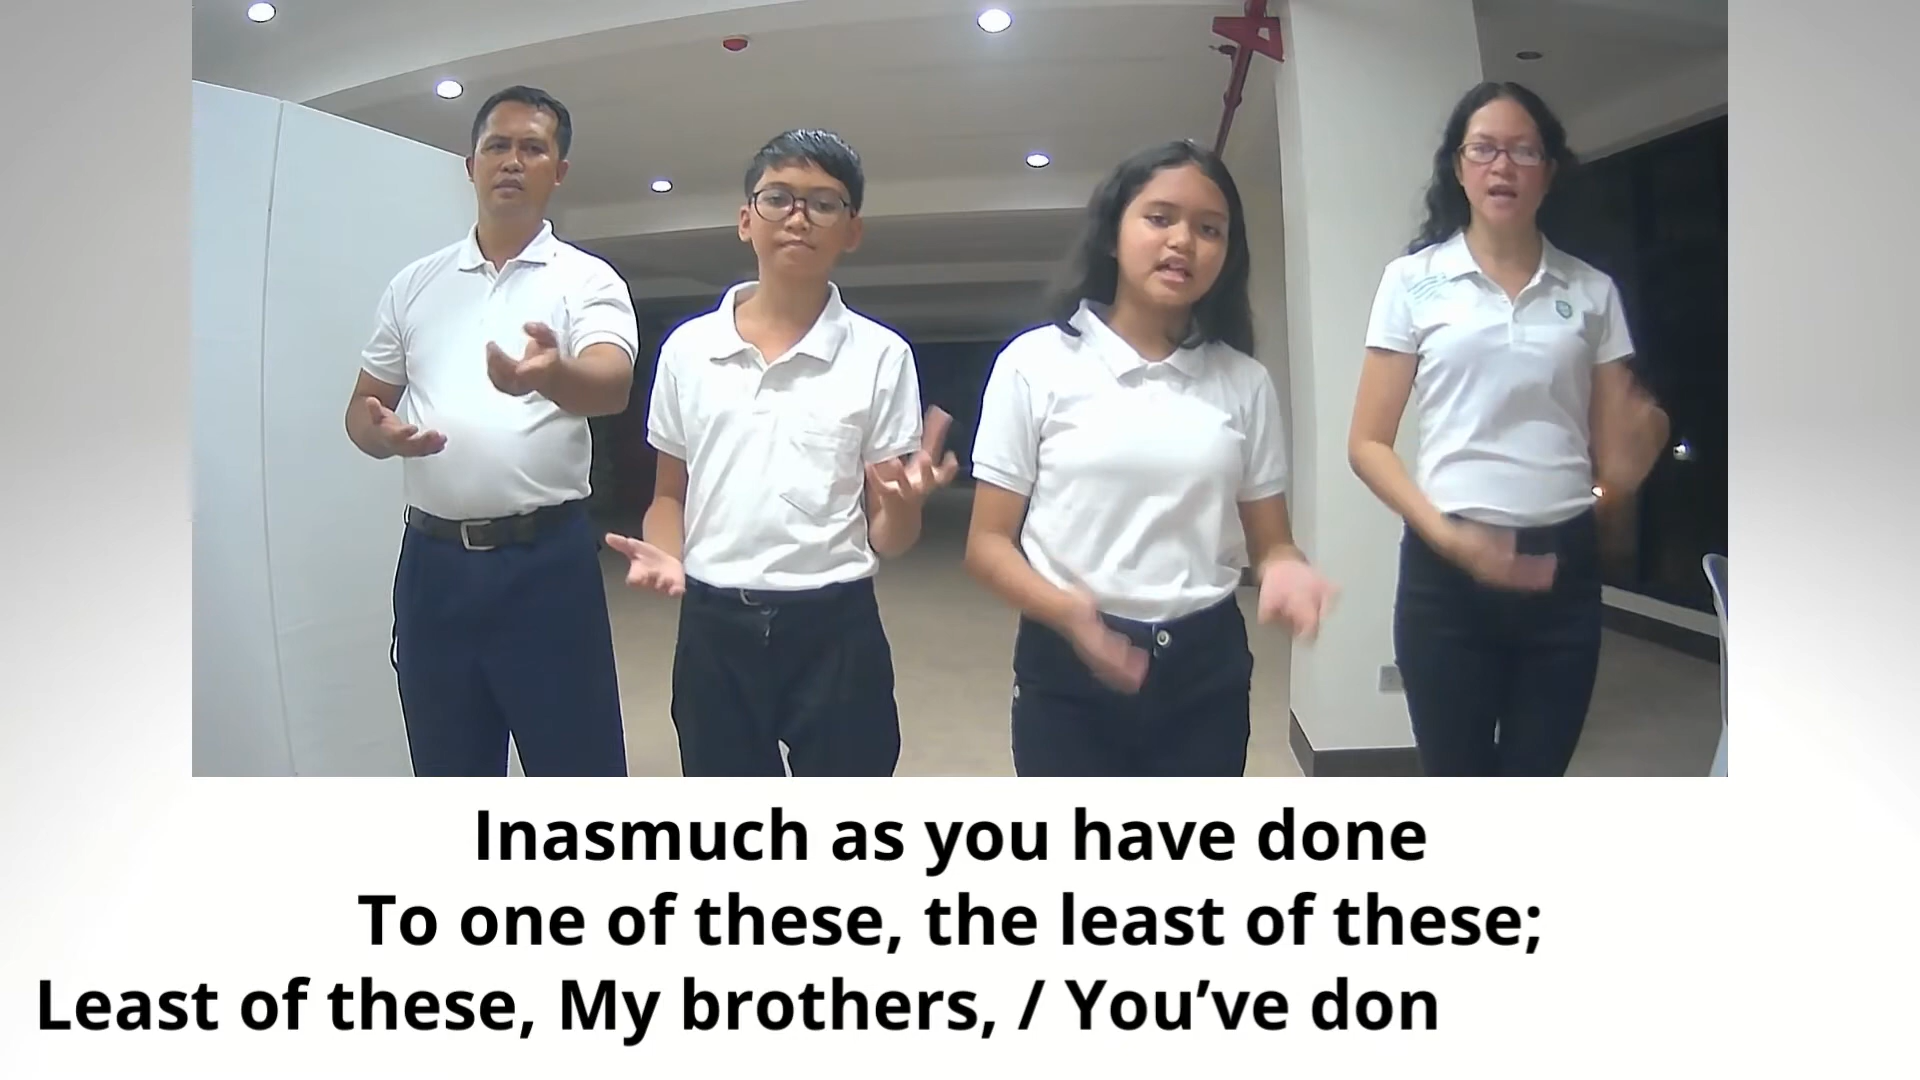 Inasmuch as you have done
To one of these, the least of these;
Least of these, My brothers, / You’ve don